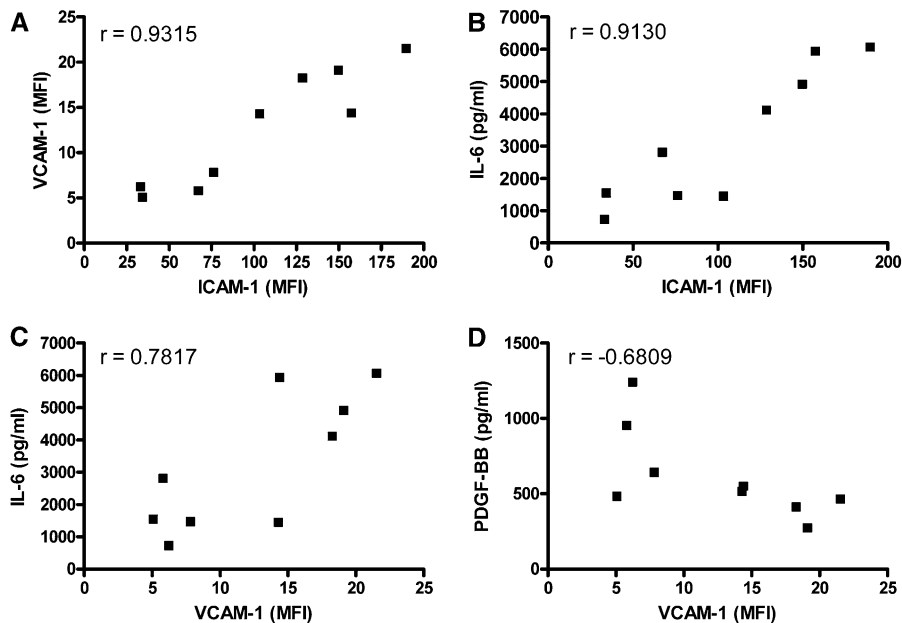 A
r = 0.9315
VCAM-1 (MFI)
25
20
15
10
5
0
0 25 50 75 100 125 150 175 200
ICAM-1 (MFI)
B
r = 0.9130
IL-6 (pg/ml)
7000
6000
5000
4000
3000
2000
1000
0
0 50 100 150 200
ICAM-1 (MFI)
C
r = 0.7817
IL-6 (pg/ml)
7000
6000
5000
4000
3000
2000
1000
0
0 5 10 15 20 25
VCAM-1 (MFI)
D
r = -0.6809
PDGF-BB (pg/ml)
1500
1000
500
0
0 5 10 15 20 25
VCAM-1 (MFI)